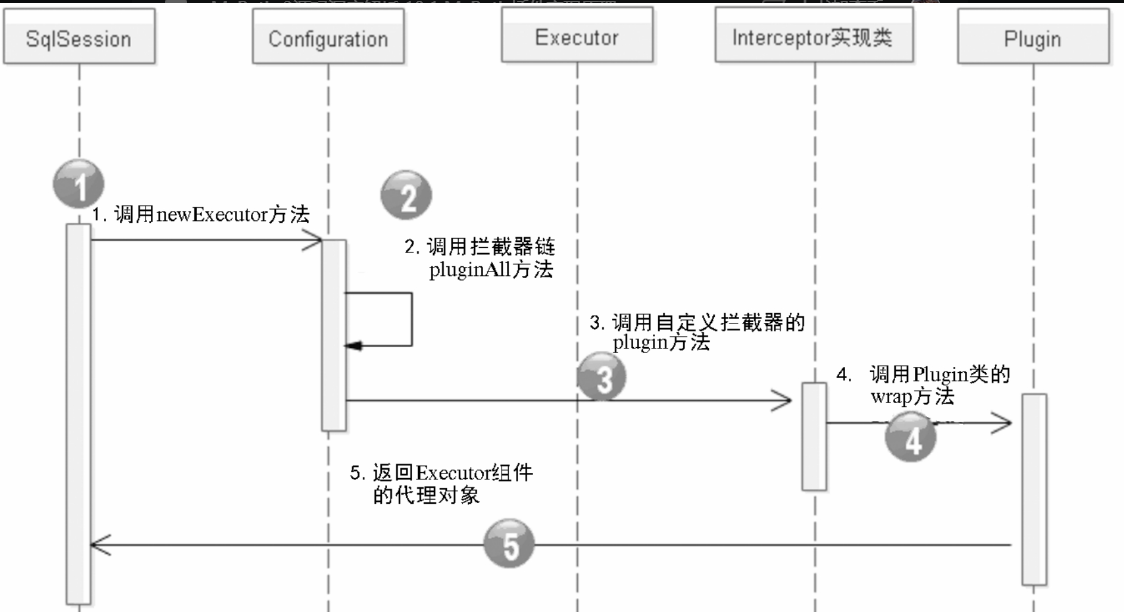 SqlSession
Configuration
Executor
Interceptor实现类
Plugin
1
1.调用newExecutor方法
2
2.调用拦截器链
pluginAll方法
3.调用自定义拦截器的
plugin方法
3
4. 调用Plugin类的
wrap方法
4
5.返回Executor组件
的代理对象
5